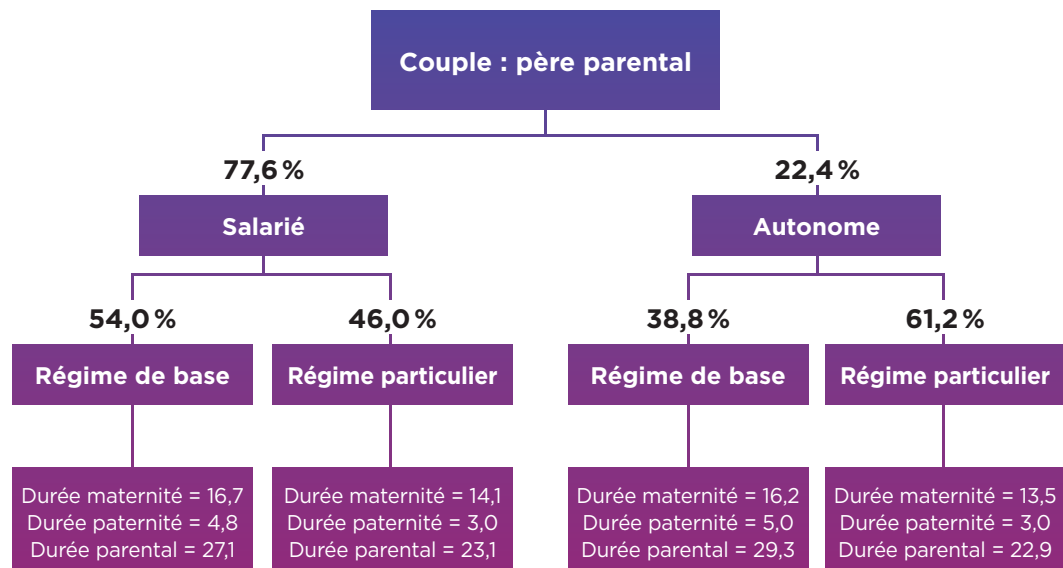 Couple : père parental
77,6 %
22,4 %
Salarié
Autonome
54,0 %
46,0 %
38,8 %
61,2 %
Régime de base
Régime particulier
Régime de base
Régime particulier
Durée maternité = 16,7
Durée paternité = 4,8
Durée parental = 27,1
Durée maternité = 14,1
Durée paternité = 3,0
Durée parental = 23,1
Durée maternité = 16,2
Durée paternité = 5,0
Durée parental = 29,3
Durée maternité = 13,5
Durée paternité = 3,0
Durée parental = 22,9